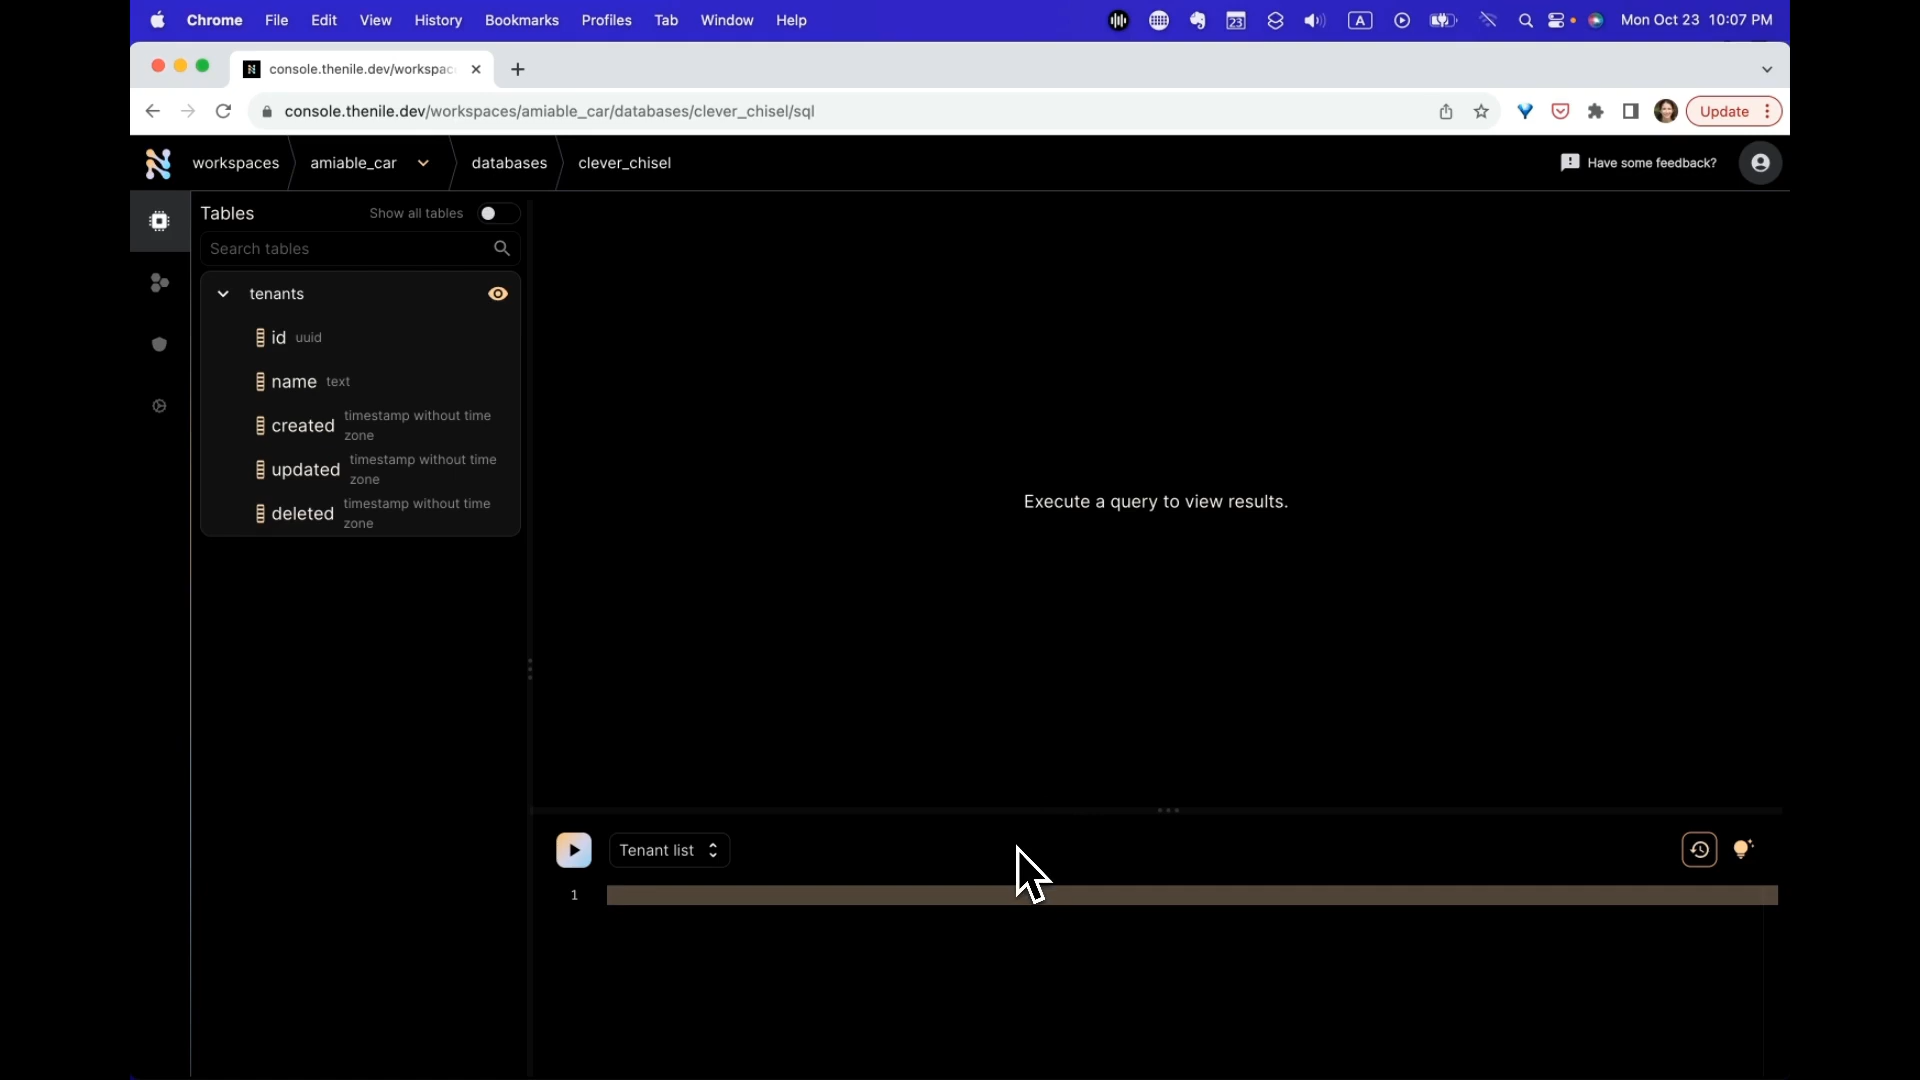 Chrome File Edit View History Bookmarks Profiles Tab Window Help 23 A Mon Oct 23 10:07 PM
console.thenile.dev/workspac
console.thenile.dev/workspaces/amiable_car/databases/clever_chisel/sql Update
workspaces amiable_car databases clever_chisel Have some feedback?
Tables Show all tables
Search tables
tenants
id uuid
name text
created timestamp without time
zone
updated timestamp without time
zone
deleted timestamp without time
zone
Execute a query to view results.
Tenant list
1